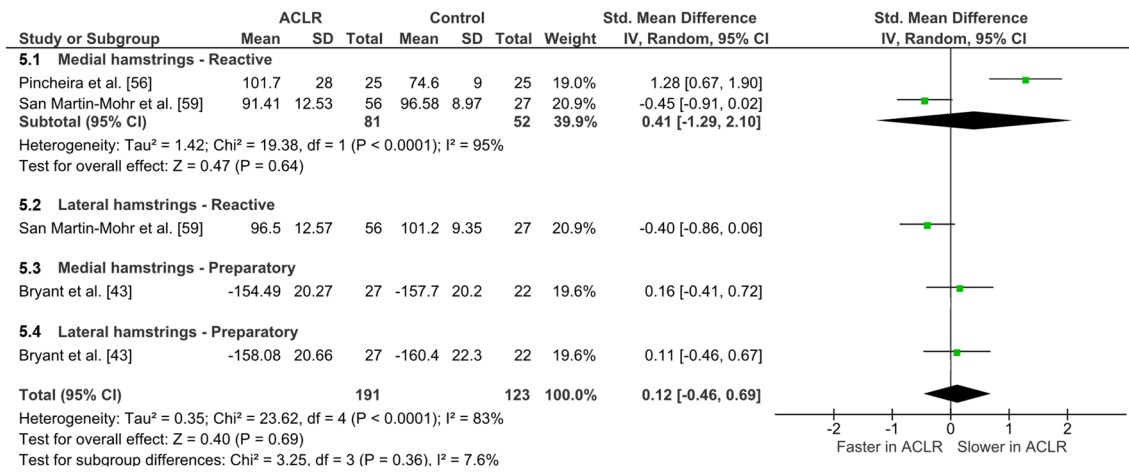 ACLR Control Std. Mean Difference Std. Mean Difference
Study or Subgroup Mean SD Total Mean SD Total Weight IV, Random, 95% CI IV, Random, 95% CI
5.1 Medial hamstrings - Reactive
Pincheira et al. [56] 101.7 28 25 74.6 9 25 19.0% 1.28 [0.67, 1.90]
San Martin-Mohr et al. [59] 91.41 12.53 56 96.58 8.97 27 20.9% -0.45 [-0.91, 0.02]
Subtotal (95% CI) 81 52 39.9% 0.41 [-1.29, 2.10]
Heterogeneity: Tau² = 1.42; Chi² = 19.38, df = 1 (P < 0.0001); I² = 95%
Test for overall effect: Z = 0.47 (P = 0.64)
5.2 Lateral hamstrings - Reactive
San Martin-Mohr et al. [59] 96.5 12.57 56 101.2 9.35 27 20.9% -0.40 [-0.86, 0.06]
5.3 Medial hamstrings - Preparatory
Bryant et al. [43] -154.49 20.27 27 -157.7 20.2 22 19.6% 0.16 [-0.41, 0.72]
5.4 Lateral hamstrings - Preparatory
Bryant et al. [43] -158.08 20.66 27 -160.4 22.3 22 19.6% 0.11 [-0.46, 0.67]
Total (95% CI) 191 123 100.0% 0.12 [-0.46, 0.69]
Heterogeneity: Tau² = 0.35; Chi² = 23.62, df = 4 (P < 0.0001); I² = 83%
Test for overall effect: Z = 0.40 (P = 0.69)
Test for subgroup differences: Chi² = 3.25, df = 3 (P = 0.36), I² = 7.6%
-2 -1 0 1 2
Faster in ACLR Slower in ACLR